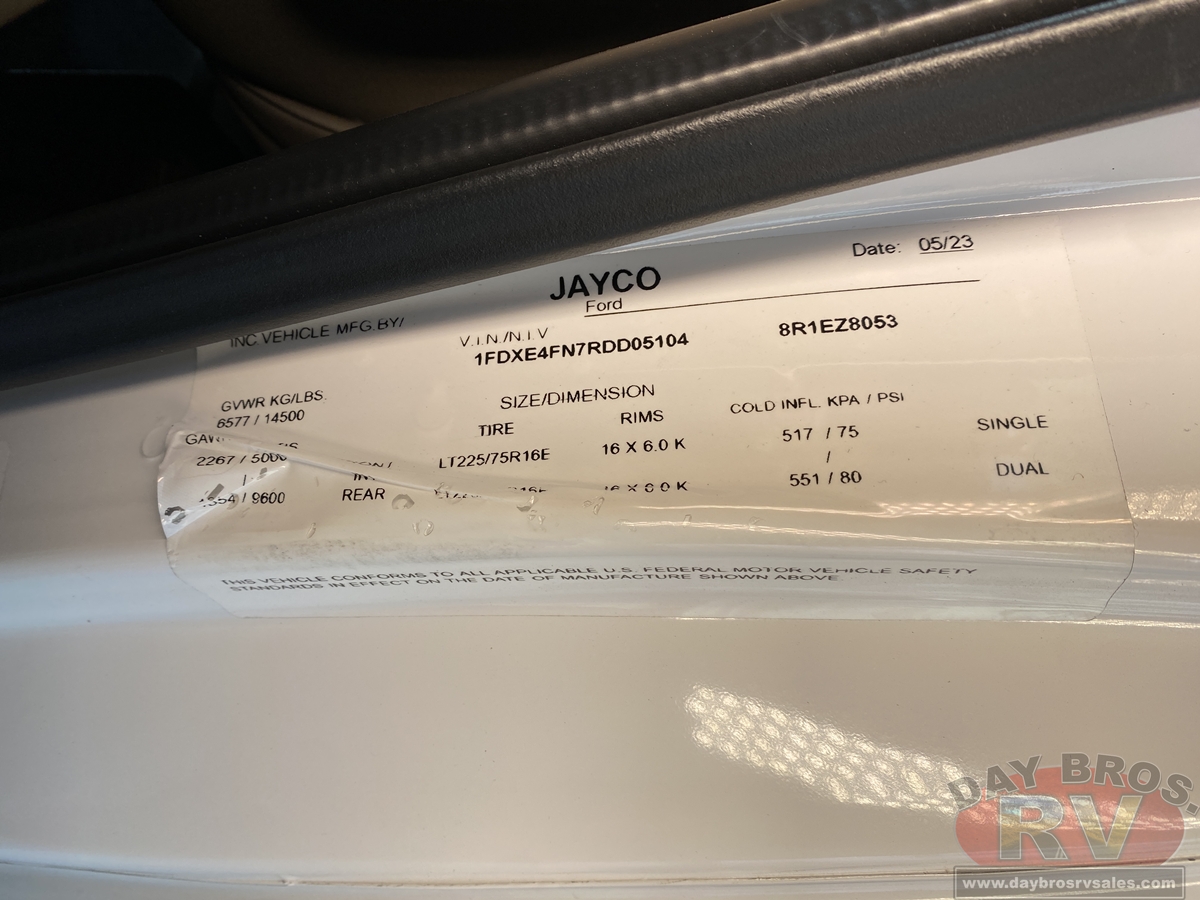 Date: 05/23
JAYCO
Ford
INC VEHICLE MFG.BY/
V.I.N./N.I.V
1FDXE4FN7RDD05104
8R1EZ8053
GVWR KG/LBS.
6577 / 14500
SIZE/DIMENSION
TIRE
RIMS
COLD INFL. KPA / PSI
2267 / 5000
LT225/75R16E
16 X 6.0 K
517 / 75
SINGLE
/
/
/ 9600
REAR
551 / 80
DUAL
THIS VEHICLE CONFORMS TO ALL APPLICABLE U.S. FEDERAL MOTOR VEHICLE SAFETY
STANDARDS IN EFFECT ON THE DATE OF MANUFACTURE SHOWN ABOVE.
DAY BROS.
RV
www.daybrosrvsales.com